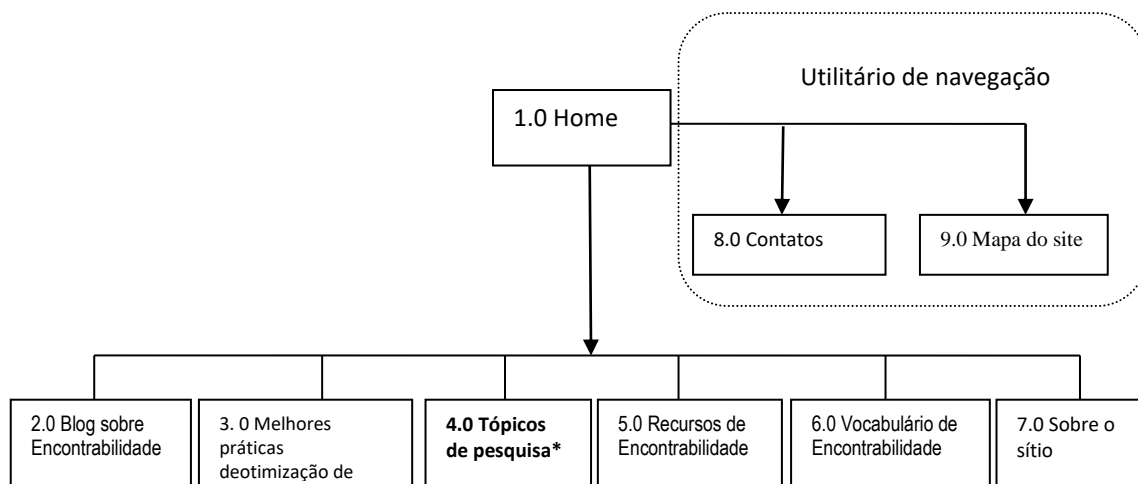 Utilitário de navegação
1.0 Home
8.0 Contatos
9.0 Mapa do site
2.0 Blog sobre
Encontrabilidade
3. 0 Melhores
práticas
deotimização de
4.0 Tópicos
de pesquisa*
5.0 Recursos de
Encontrabilidade
6.0 Vocabulário de
Encontrabilidade
7.0 Sobre o
sítio